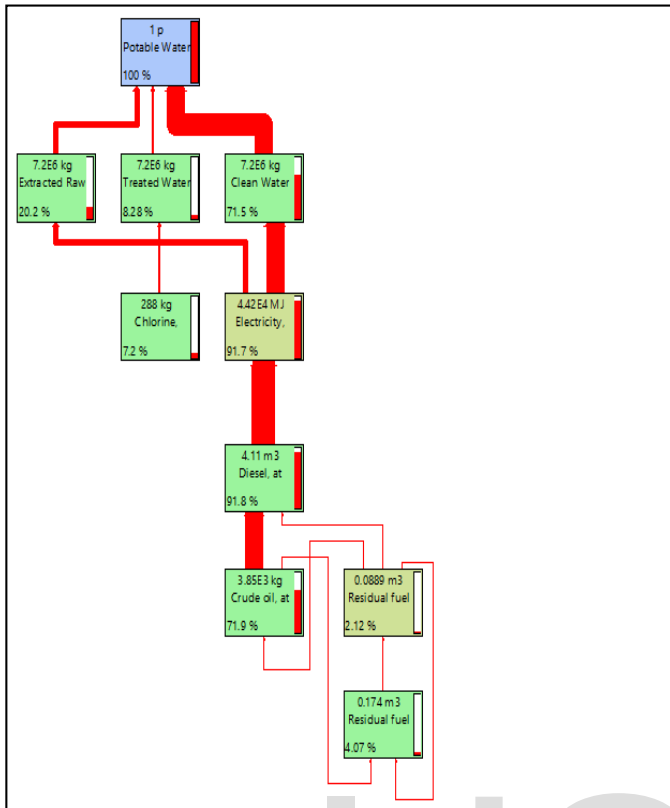 1 p
Potable Water
100 %
7.2E6 kg
Extracted Raw
20.2 %
7.2E6 kg
Treated Water
8.28 %
7.2E6 kg
Clean Water
71.5 %
288 kg
Chlorine,
7.2 %
4.42E4 MJ
Electricity,
91.7 %
4.11 m3
Diesel, at
91.8 %
3.85E3 kg
Crude oil, at
71.9 %
0.0889 m3
Residual fuel
2.12 %
0.174 m3
Residual fuel
4.07 %